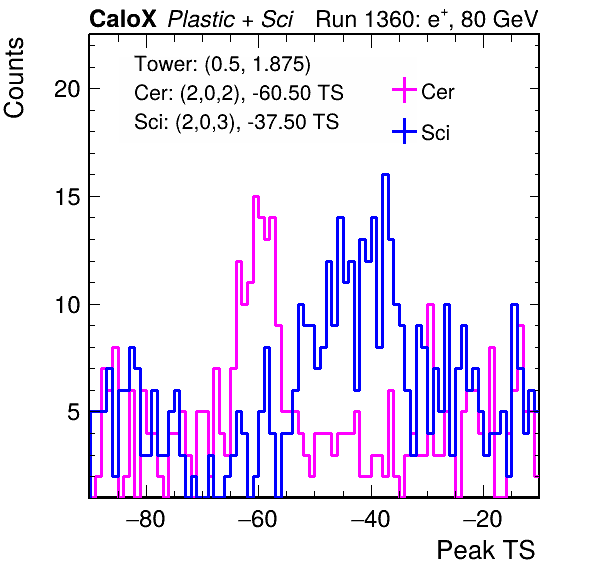 CaloX Plastic + Sci Run 1360: e+, 80 GeV
Counts
Tower: (0.5, 1.875)
Cer: (2,0,2), -60.50 TS
Sci: (2,0,3), -37.50 TS
Cer
Sci
20
15
10
5
−80 −60 −40 −20
Peak TS